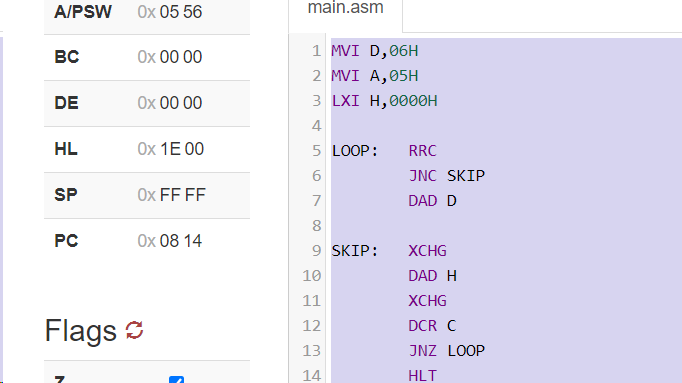 A/PSW 0x 05 56
BC 0x 00 00
DE 0x 00 00
HL 0x 1E 00
SP 0x FF FF
PC 0x 08 14
Flags
Z
main.asm
1 MVI D,06H
2 MVI A,05H
3 LXI H,0000H
4
5 LOOP: RRC
6 JNC SKIP
7 DAD D
8
9 SKIP: XCHG
10 DAD H
11 XCHG
12 DCR C
13 JNZ LOOP
14 HLT